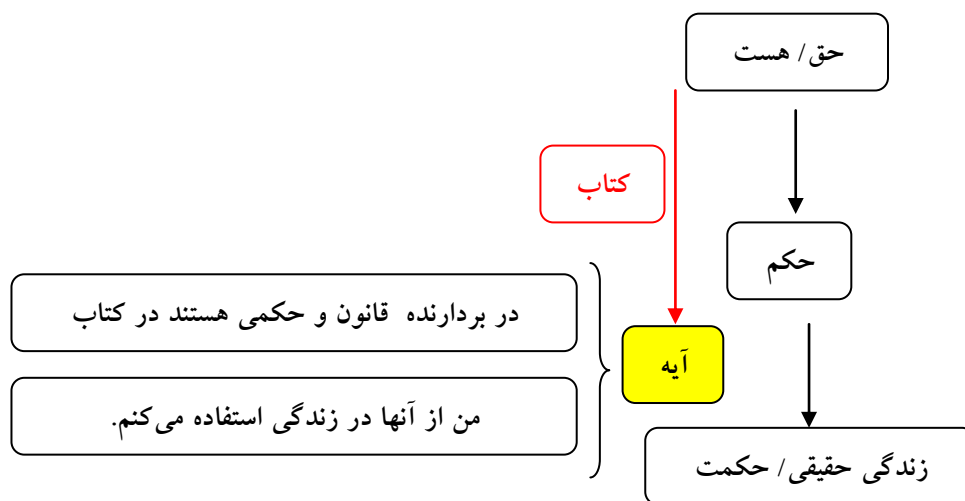 حق/ هست
کتاب
حکم
در بردارنده قانون و حکمی هستند در کتاب
آیه
من از آنها در زندگی استفاده می‌کنم.
زندگی حقیقی/ حکمت